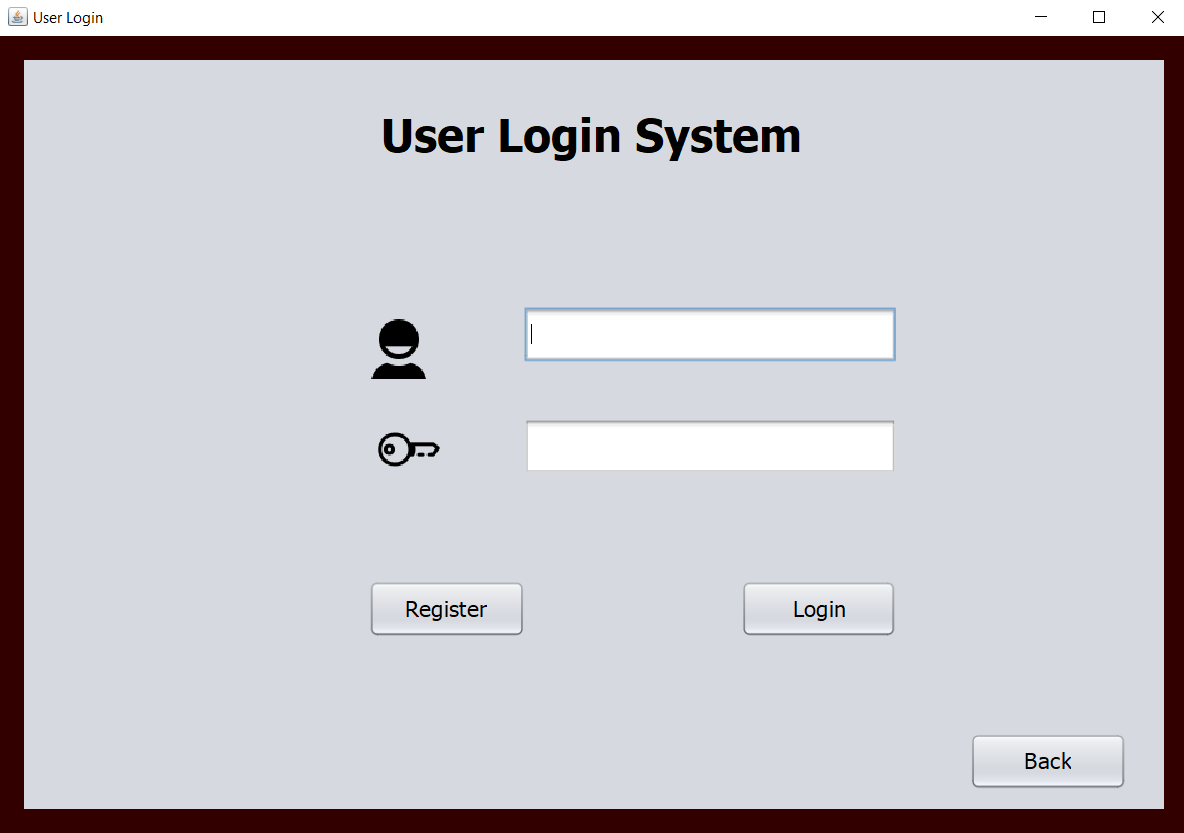 User Login
User Login System
Register
Login
Back